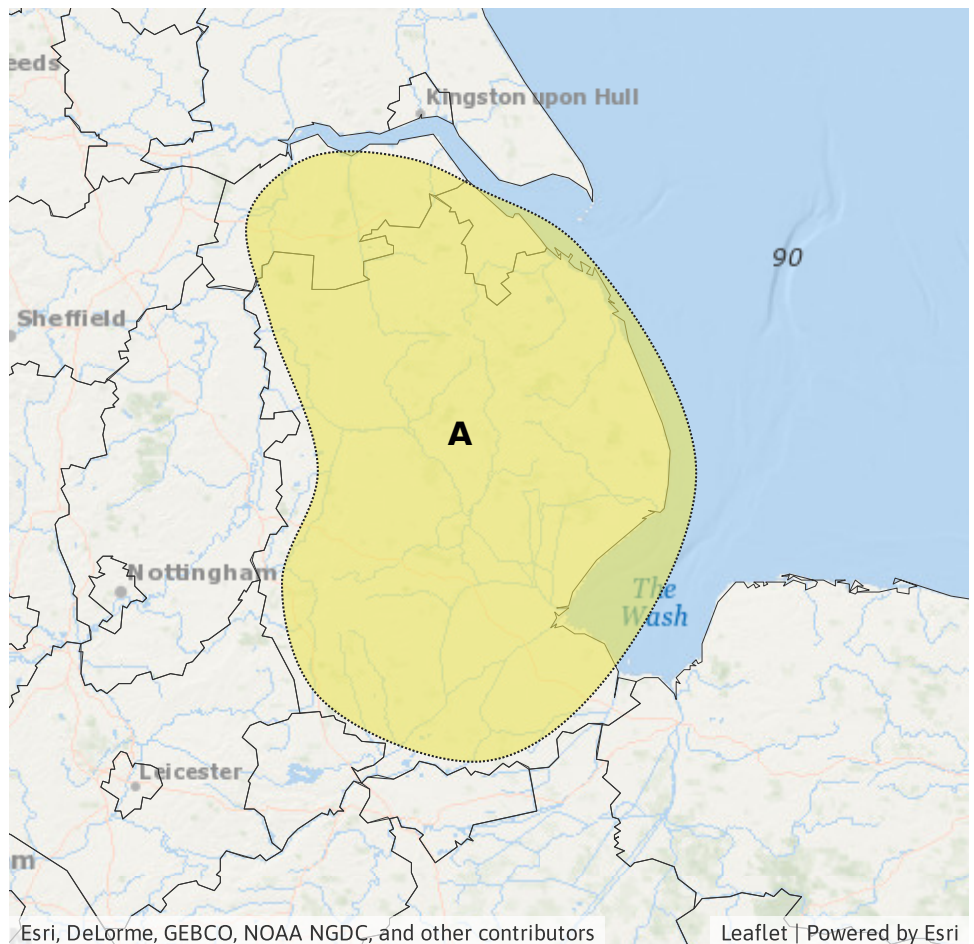 eeds
Kingston upon Hull
90
Sheffield
A
Nottingham
The
Wash
Leicester
m
Esri, DeLorme, GEBCO, NOAA NGDC, and other contributors
Leaflet | Powered by Esri